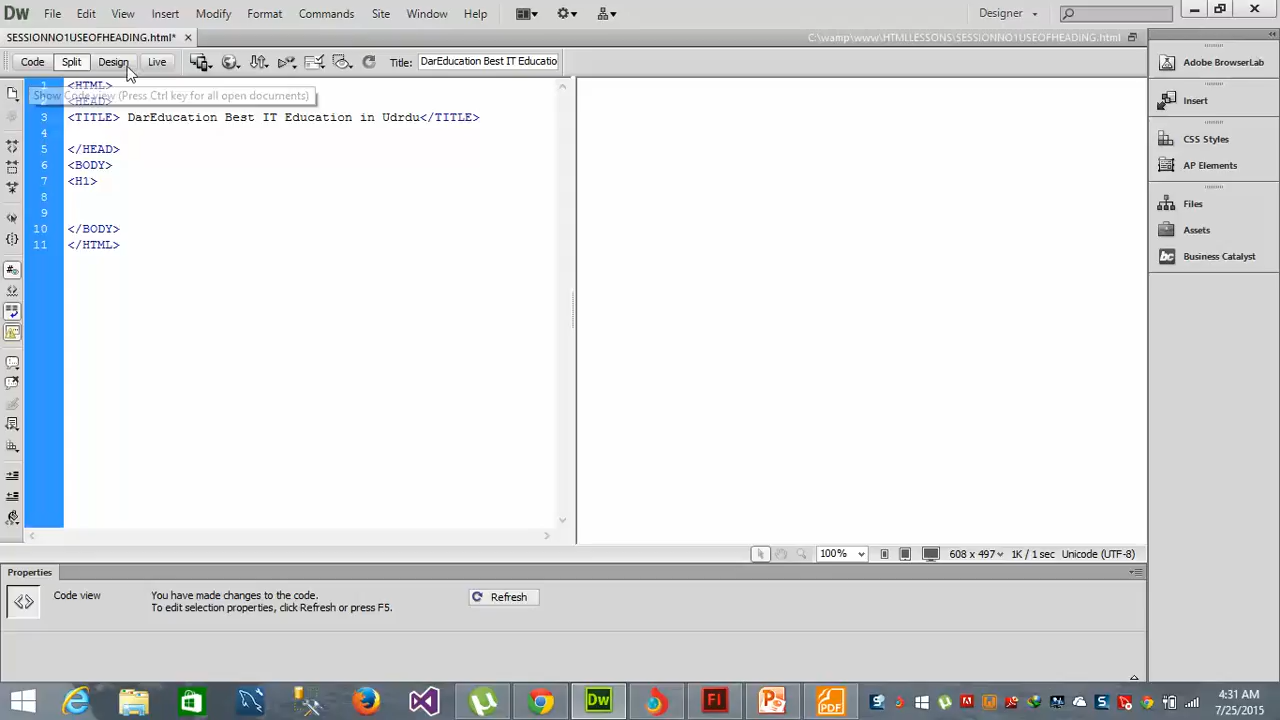 Dw File Edit View Insert Modify Format Commands Site Window Help Designer
SESSIONNO1USEOFHEADING.html* C:\wamp\www\HTMLLESSONS\SESSIONNO1USEOFHEADING.html
Code Split Design Live Title: DarEducation Best IT Educatio
Adobe BrowserLab
1 <HTML>
Show Code view (Press Ctrl key for all open documents)
2 <HEAD>
Insert
3 <TITLE> DarEducation Best IT Education in Udrdu</TITLE>
4
CSS Styles
5 </HEAD>
6 <BODY>
AP Elements
7 <H1>
8
Files
9
10 </BODY>
Assets
11 </HTML>
Business Catalyst
100% 608 x 497 1K / 1 sec Unicode (UTF-8)
Properties
Code view You have made changes to the code. Refresh
To edit selection properties, click Refresh or press F5.
4:31 AM
7/25/2015
Dw Fl PDF